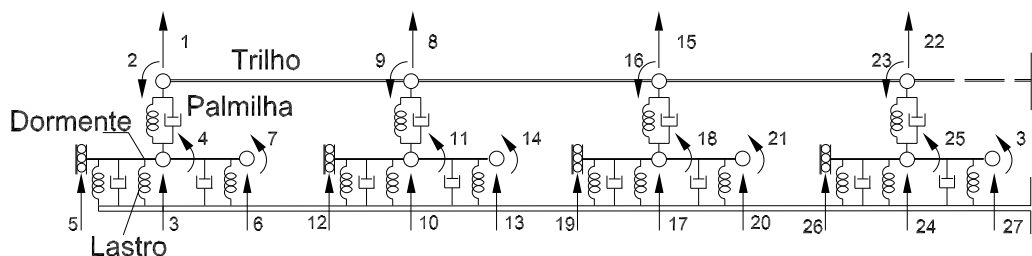 1 8 15 22
2 Trilho 9 16 23
Palmilha
Dormente 4 7 11 14 18 21 25 3
5 3 6 12 10 13 19 17 20 26 24 27
Lastro